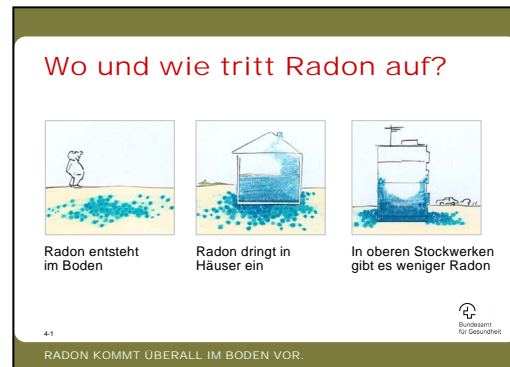 Wo und wie tritt Radon auf?
Radon entsteht
im Boden
Radon dringt in
Häuser ein
In oberen Stockwerken
gibt es weniger Radon
4-1
Bundesamt
für Gesundheit
RADON KOMMT ÜBERALL IM BODEN VOR.